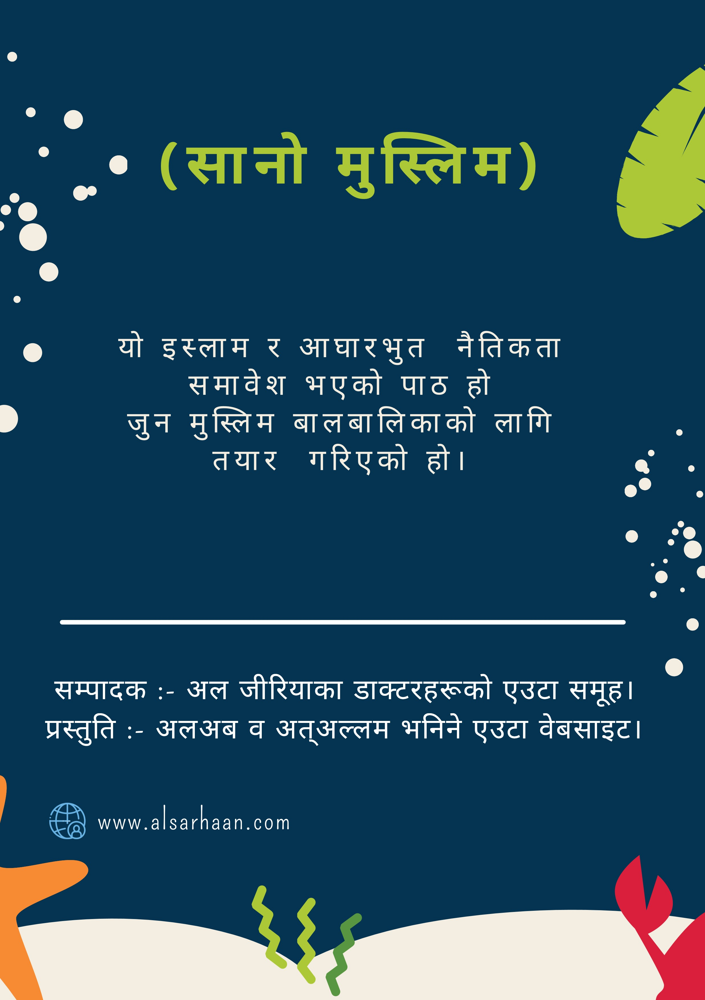 (सानो मुस्लिम)
यो इस्लाम र आघारभुत नैतिकता
समावेश भएको पाठ हो
जुन मुस्लिम बालबालिकाको लागि
तयार गरिएको हो।
सम्पादक :- अल जीरियाका डाक्टरहरूको एउटा समूह।
प्रस्तुति :- अलअब व अत्अल्लम भनिने एउटा वेबसाइट।
www.alsarhaan.com